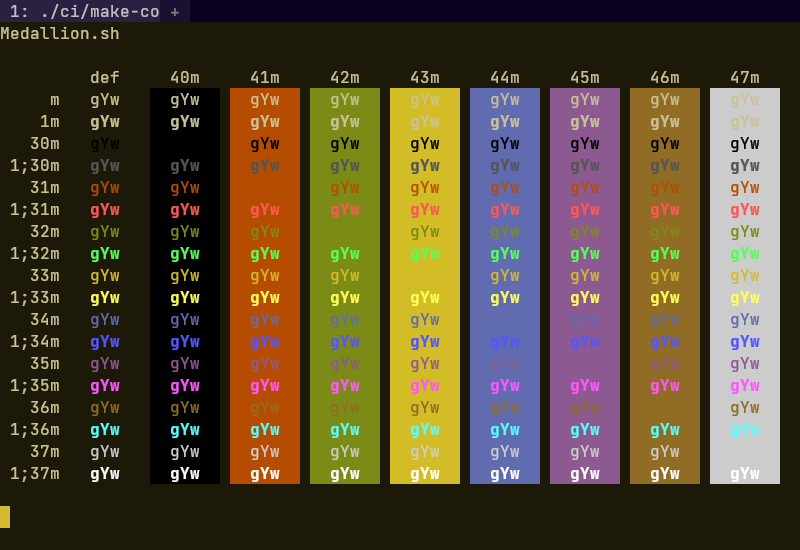 1: ./ci/make-co +
Medallion.sh
def 40m 41m 42m 43m 44m 45m 46m 47m
m gYw gYw gYw gYw gYw gYw gYw gYw gYw
1m gYw gYw gYw gYw gYw gYw gYw gYw gYw
30m gYw gYw gYw gYw gYw gYw gYw gYw
1;30m gYw gYw gYw gYw gYw gYw gYw gYw gYw
31m gYw gYw gYw gYw gYw gYw gYw gYw
1;31m gYw gYw gYw gYw gYw gYw gYw gYw gYw
32m gYw gYw gYw gYw gYw gYw gYw gYw
1;32m gYw gYw gYw gYw gYw gYw gYw gYw gYw
33m gYw gYw gYw gYw gYw gYw gYw gYw
1;33m gYw gYw gYw gYw gYw gYw gYw gYw gYw
34m gYw gYw gYw gYw gYw gYw gYw gYw
1;34m gYw gYw gYw gYw gYw gYw gYw gYw gYw
35m gYw gYw gYw gYw gYw gYw gYw gYw
1;35m gYw gYw gYw gYw gYw gYw gYw gYw gYw
36m gYw gYw gYw gYw gYw gYw gYw gYw
1;36m gYw gYw gYw gYw gYw gYw gYw gYw gYw
37m gYw gYw gYw gYw gYw gYw gYw gYw
1;37m gYw gYw gYw gYw gYw gYw gYw gYw gYw